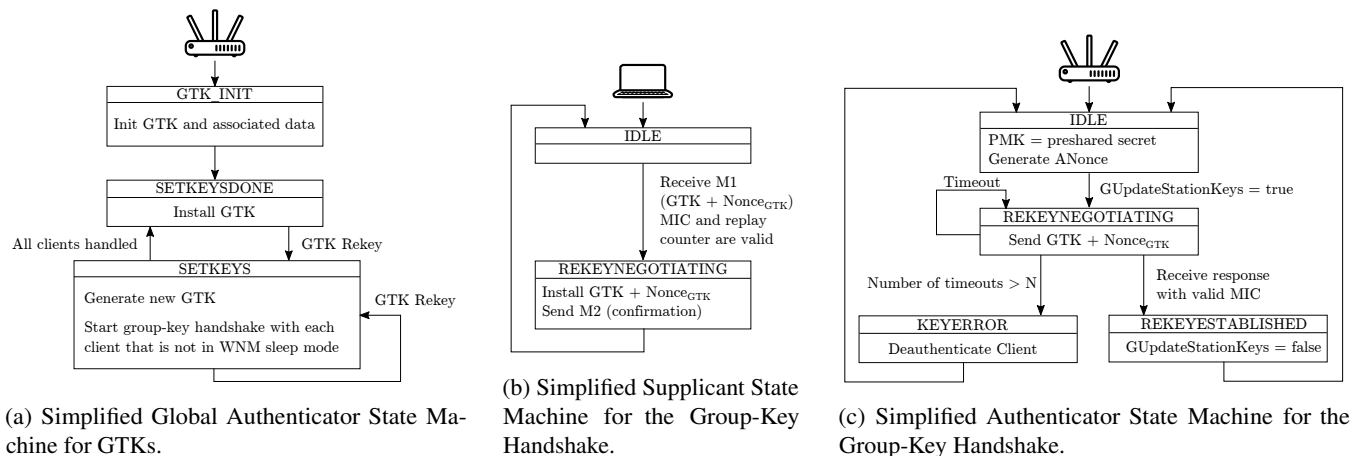 GTK_INIT
Init GTK and associated data
SETKEYSDONE
Install GTK
All clients handled
GTK Rekey
SETKEYS
Generate new GTK
Start group-key handshake with each
client that is not in WNM sleep mode
GTK Rekey
(a) Simplified Global Authenticator State Ma-
chine for GTKs.
IDLE
Receive M1
(GTK + Nonce_GTK)
MIC and replay
counter are valid
REKEYNEGOTIATING
Install GTK + Nonce_GTK
Send M2 (confirmation)
(b) Simplified Supplicant State
Machine for the Group-Key
Handshake.
IDLE
PMK = preshared secret
Generate ANonce
Timeout
GUpdateStationKeys = true
REKEYNEGOTIATING
Send GTK + Nonce_GTK
Number of timeouts > N
Receive response
with valid MIC
KEYERROR
Deauthenticate Client
REKEYESTABLISHED
GUpdateStationKeys = false
(c) Simplified Authenticator State Machine for the
Group-Key Handshake.